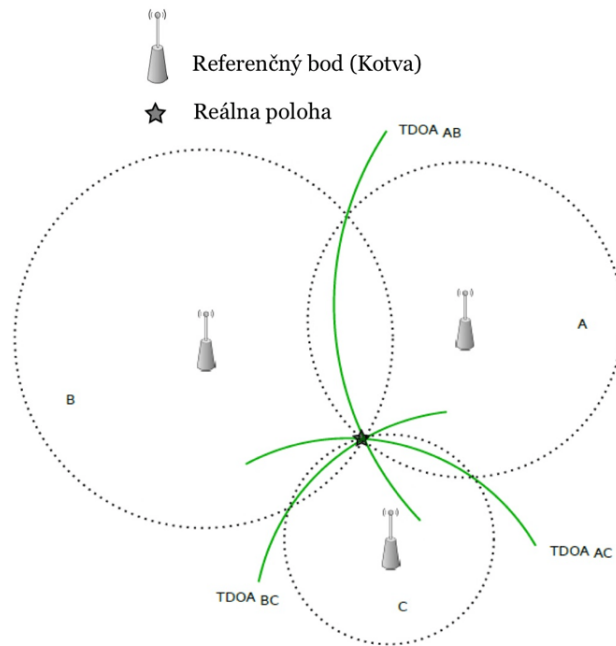 Referenčný bod (Kotva)
Reálna poloha
TDOA AB
A
B
TDOA AC
TDOA BC
C